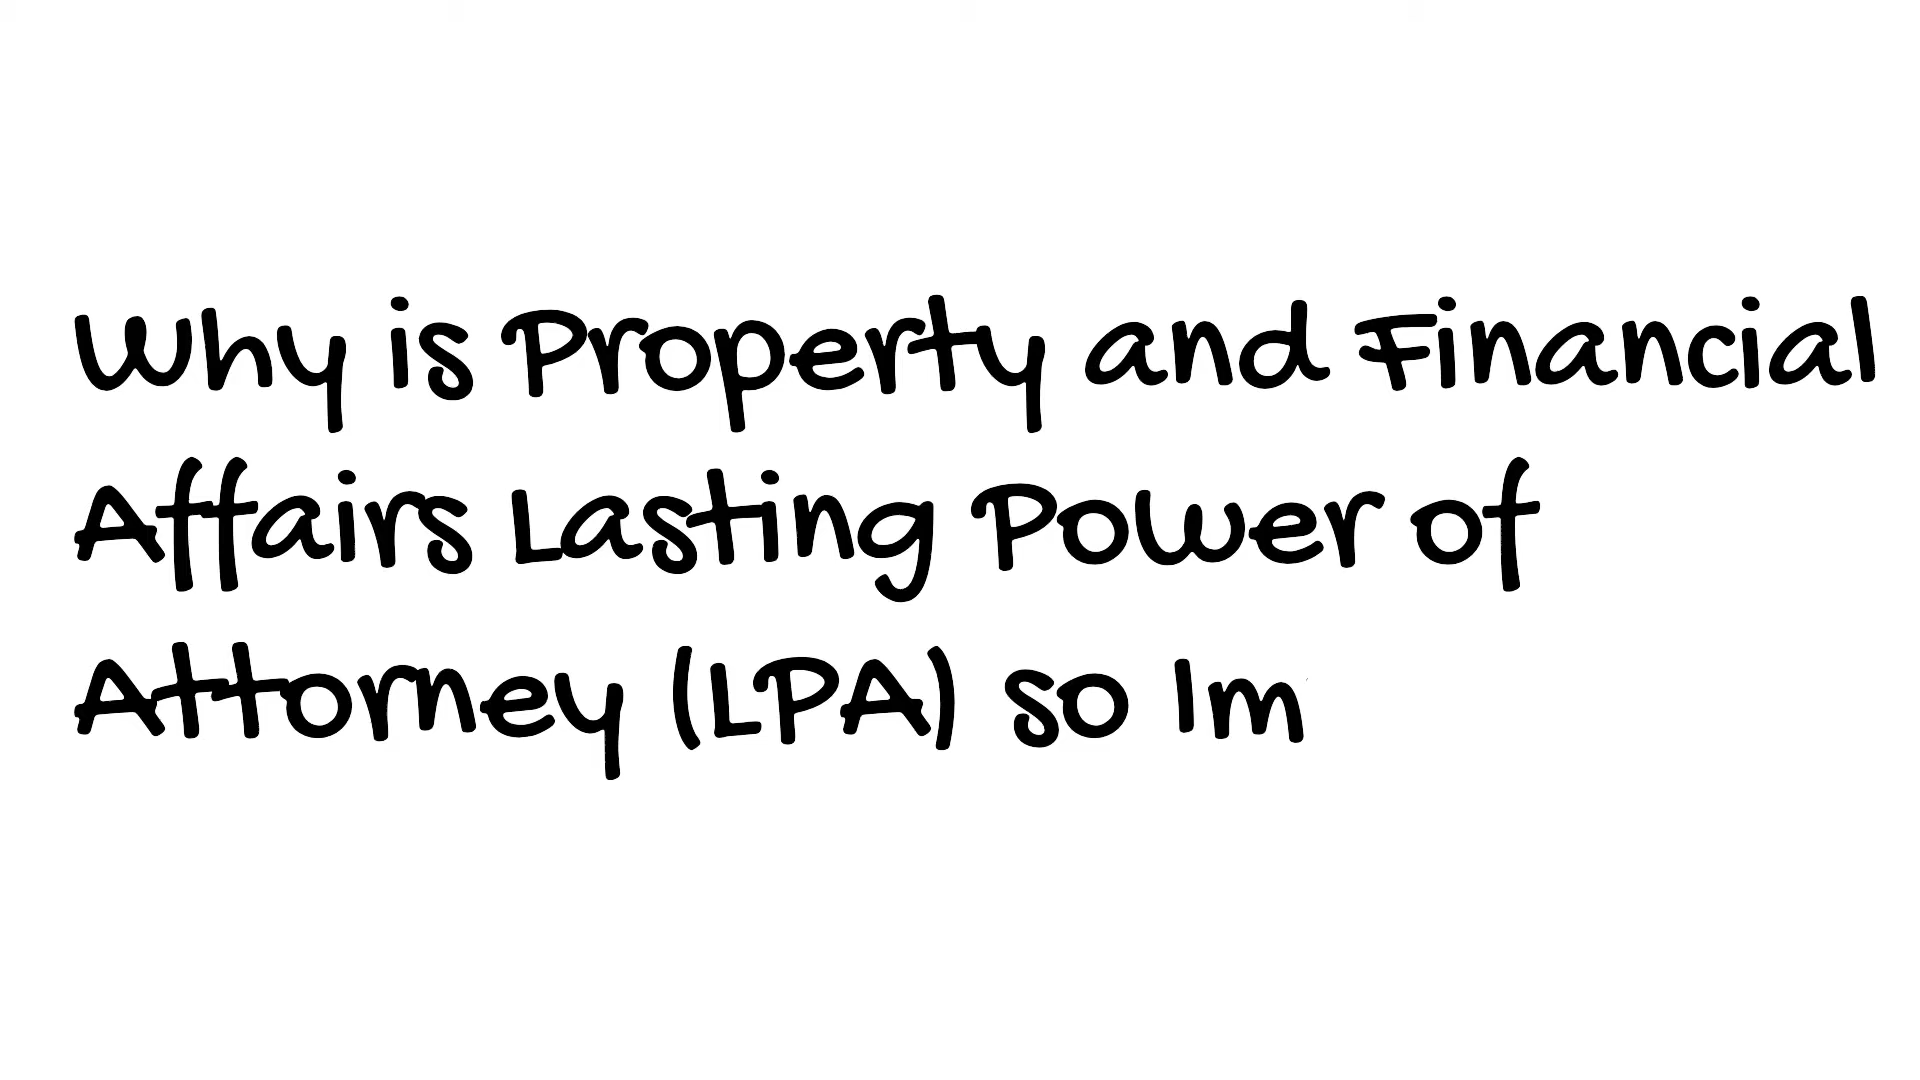 Why is Property and Financial
Affairs Lasting Power of
Attorney (LPA) so Im